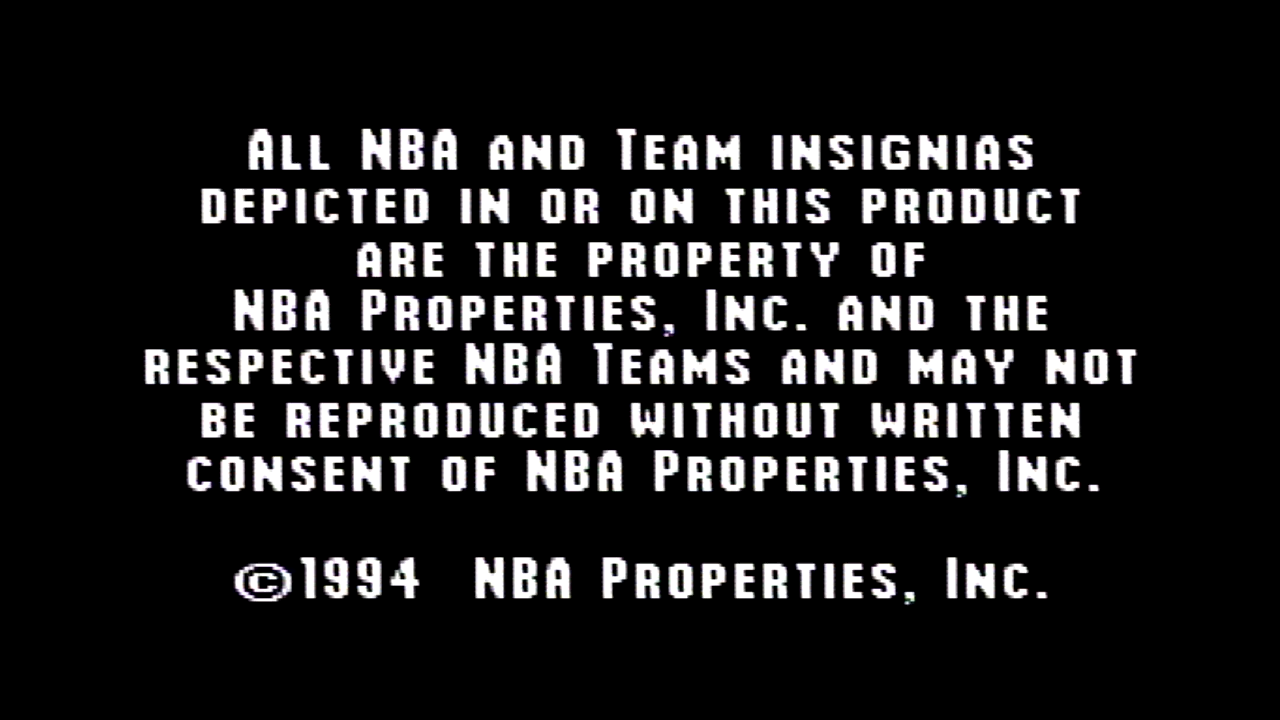 All NBA and Team insignias
depicted in or on this product
are the property of
NBA Properties, Inc. and the
respective NBA Teams and may not
be reproduced without written
consent of NBA Properties, Inc.
©1994 NBA Properties, Inc.